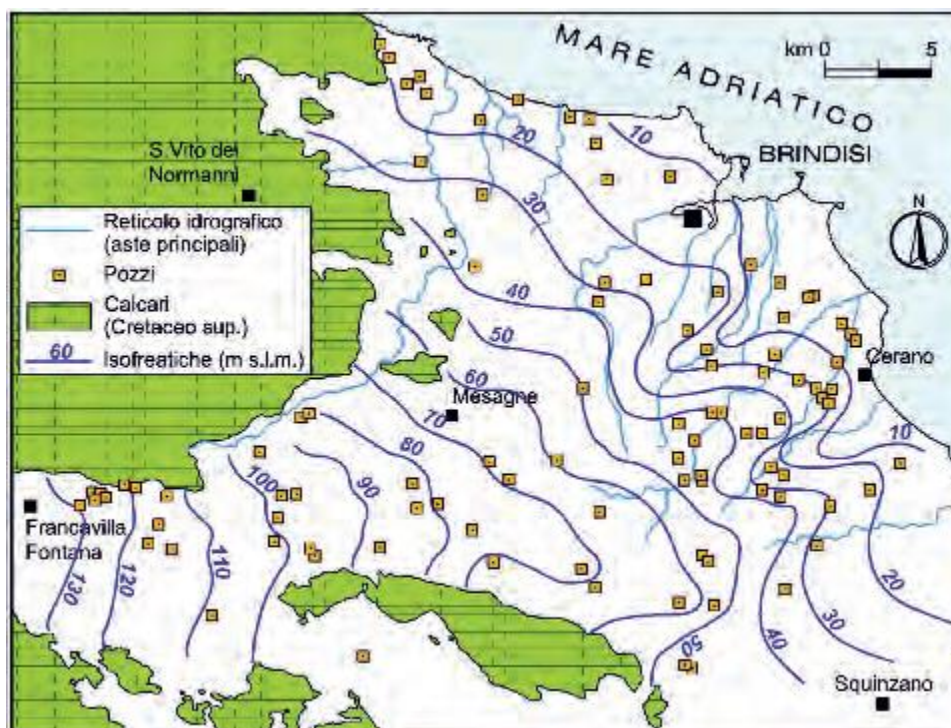 MARE ADRIATICO
km 0 5
BRINDISI
N
S. Vito dei
Normanni
Reticolo idrografico
(aste principali)
Pozzi
Calcari
(Cretaceo sup.)
60 Isofreatiche (m s.l.m.)
10
20
30
40
50
60
70
80
90
100
110
120
130
Mesagne
Cerano
Francavilla
Fontana
10
20
30
40
50
Squinzano